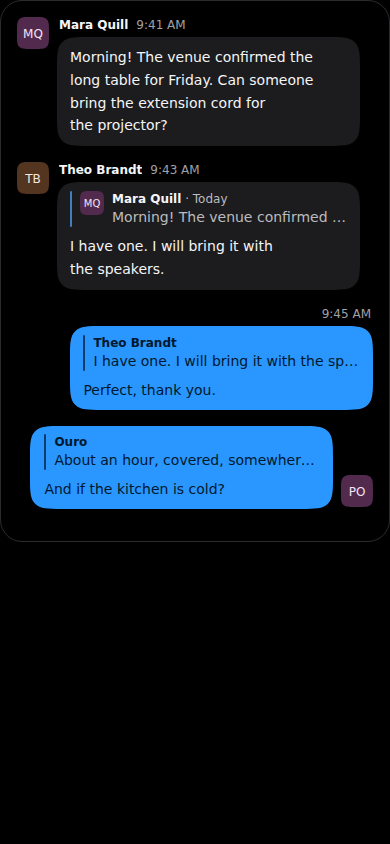 MQ
Mara Quill 9:41 AM
Morning! The venue confirmed the
long table for Friday. Can someone
bring the extension cord for
the projector?
TB
Theo Brandt 9:43 AM
MQ
Mara Quill · Today
Morning! The venue confirmed …
I have one. I will bring it with
the speakers.
9:45 AM
Theo Brandt
I have one. I will bring it with the sp…
Perfect, thank you.
Ouro
About an hour, covered, somewher…
And if the kitchen is cold?
PO